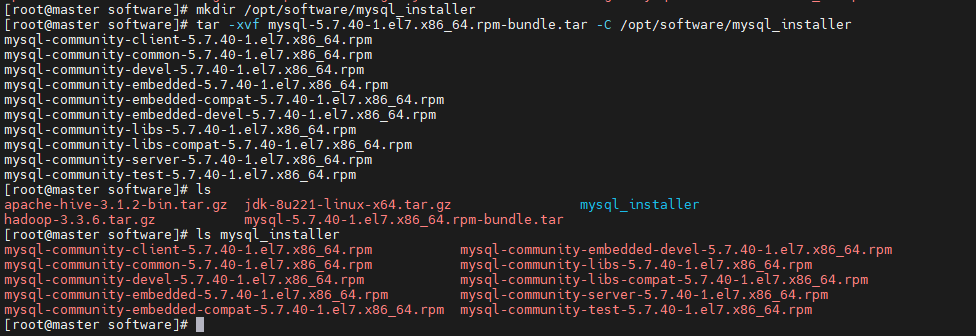 [root@master software]# mkdir /opt/software/mysql_installer
[root@master software]# tar -xvf mysql-5.7.40-1.el7.x86_64.rpm-bundle.tar -C /opt/software/mysql_installer
mysql-community-client-5.7.40-1.el7.x86_64.rpm
mysql-community-common-5.7.40-1.el7.x86_64.rpm
mysql-community-devel-5.7.40-1.el7.x86_64.rpm
mysql-community-embedded-5.7.40-1.el7.x86_64.rpm
mysql-community-embedded-compat-5.7.40-1.el7.x86_64.rpm
mysql-community-embedded-devel-5.7.40-1.el7.x86_64.rpm
mysql-community-libs-5.7.40-1.el7.x86_64.rpm
mysql-community-libs-compat-5.7.40-1.el7.x86_64.rpm
mysql-community-server-5.7.40-1.el7.x86_64.rpm
mysql-community-test-5.7.40-1.el7.x86_64.rpm
[root@master software]# ls
apache-hive-3.1.2-bin.tar.gz  jdk-8u221-linux-x64.tar.gz                mysql_installer
hadoop-3.3.6.tar.gz           mysql-5.7.40-1.el7.x86_64.rpm-bundle.tar
[root@master software]# ls mysql_installer
mysql-community-client-5.7.40-1.el7.x86_64.rpm           mysql-community-embedded-devel-5.7.40-1.el7.x86_64.rpm
mysql-community-common-5.7.40-1.el7.x86_64.rpm           mysql-community-libs-5.7.40-1.el7.x86_64.rpm
mysql-community-devel-5.7.40-1.el7.x86_64.rpm            mysql-community-libs-compat-5.7.40-1.el7.x86_64.rpm
mysql-community-embedded-5.7.40-1.el7.x86_64.rpm         mysql-community-server-5.7.40-1.el7.x86_64.rpm
mysql-community-embedded-compat-5.7.40-1.el7.x86_64.rpm  mysql-community-test-5.7.40-1.el7.x86_64.rpm
[root@master software]#